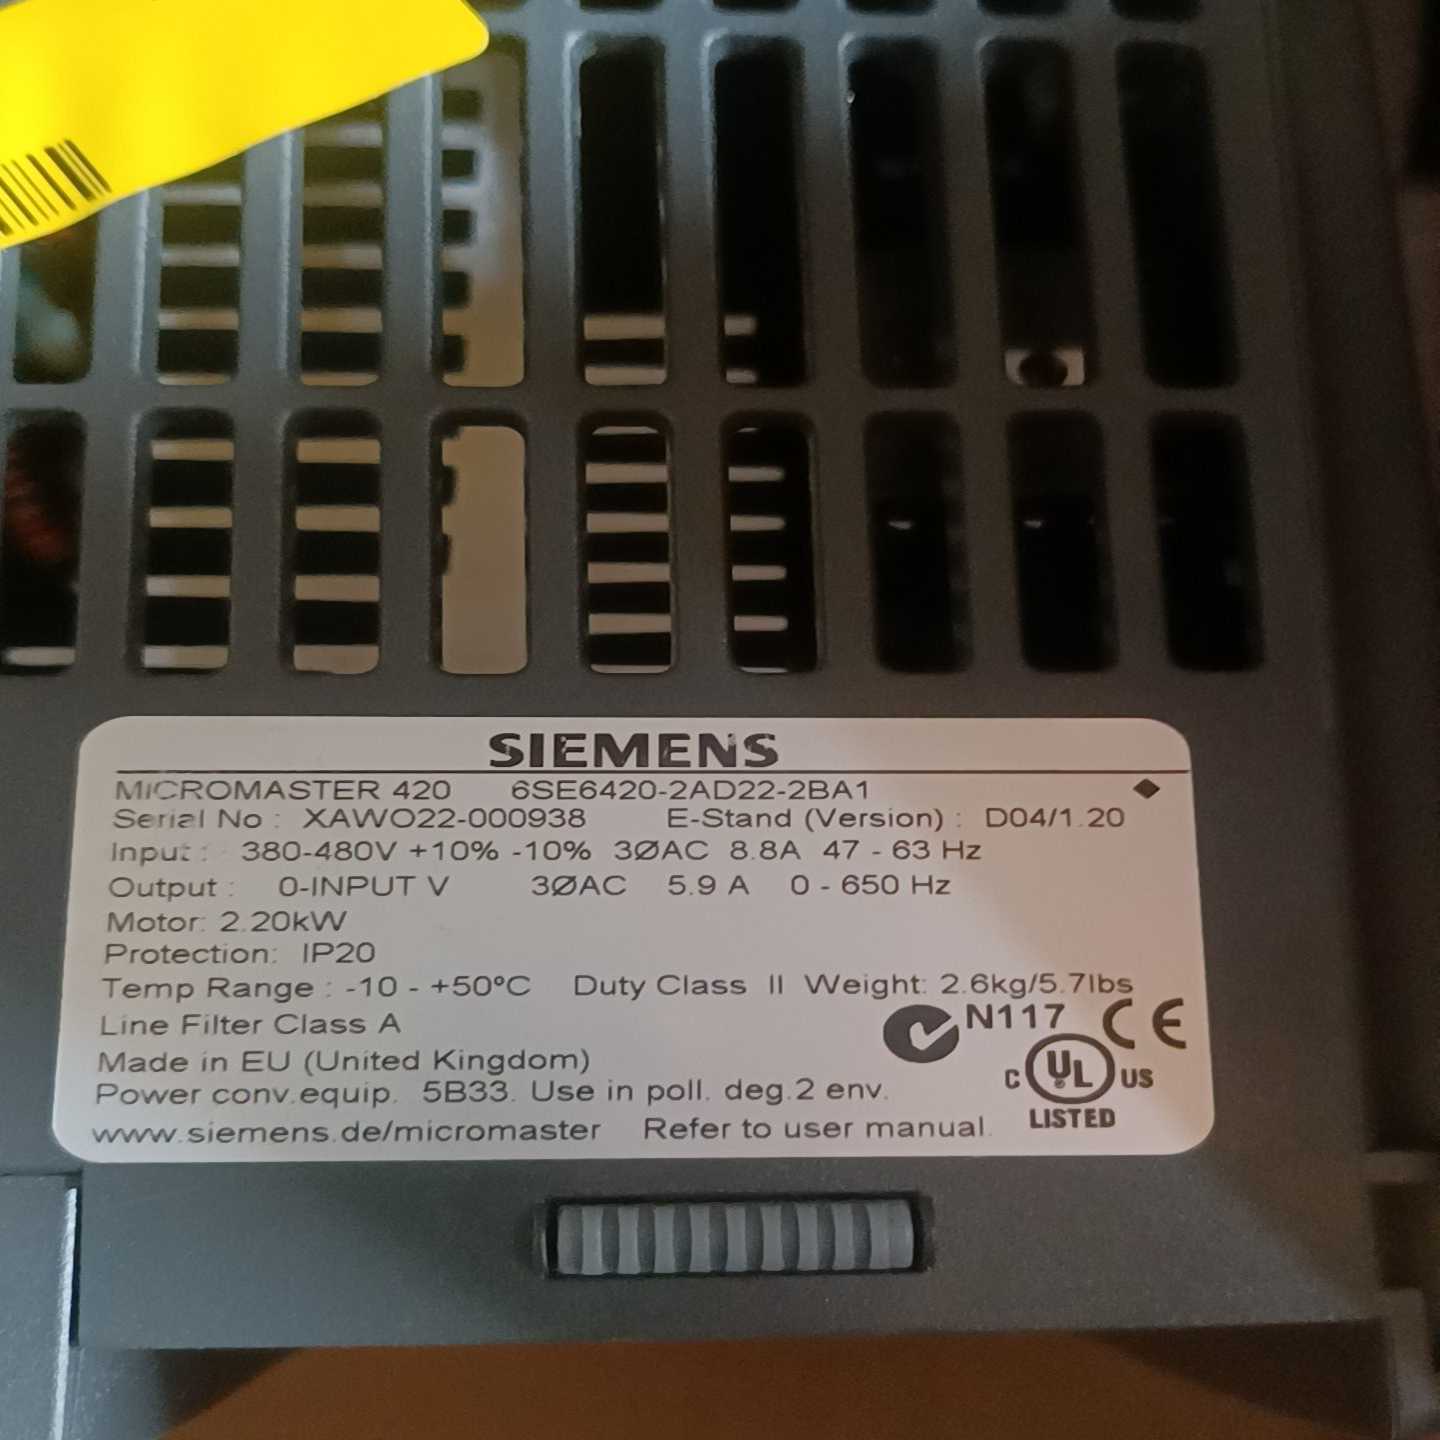 SIEMENS
MICROMASTER 420 6SE6420-2AD22-2BA1
Serial No : XAWO22-000938 E-Stand (Version) : D04/1.20
Input : 380-480V +10% -10% 3ØAC 8.8A 47 - 63 Hz
Output : 0-INPUT V 3ØAC 5.9 A 0 - 650 Hz
Motor: 2.20kW
Protection: IP20
Temp Range : -10 - +50°C Duty Class II Weight: 2.6kg/5.7lbs
Line Filter Class A
N117 CE
Made in EU (United Kingdom)
C UL US
Power conv.equip. 5B33. Use in poll. deg.2 env.
LISTED
www.siemens.de/micromaster Refer to user manual.